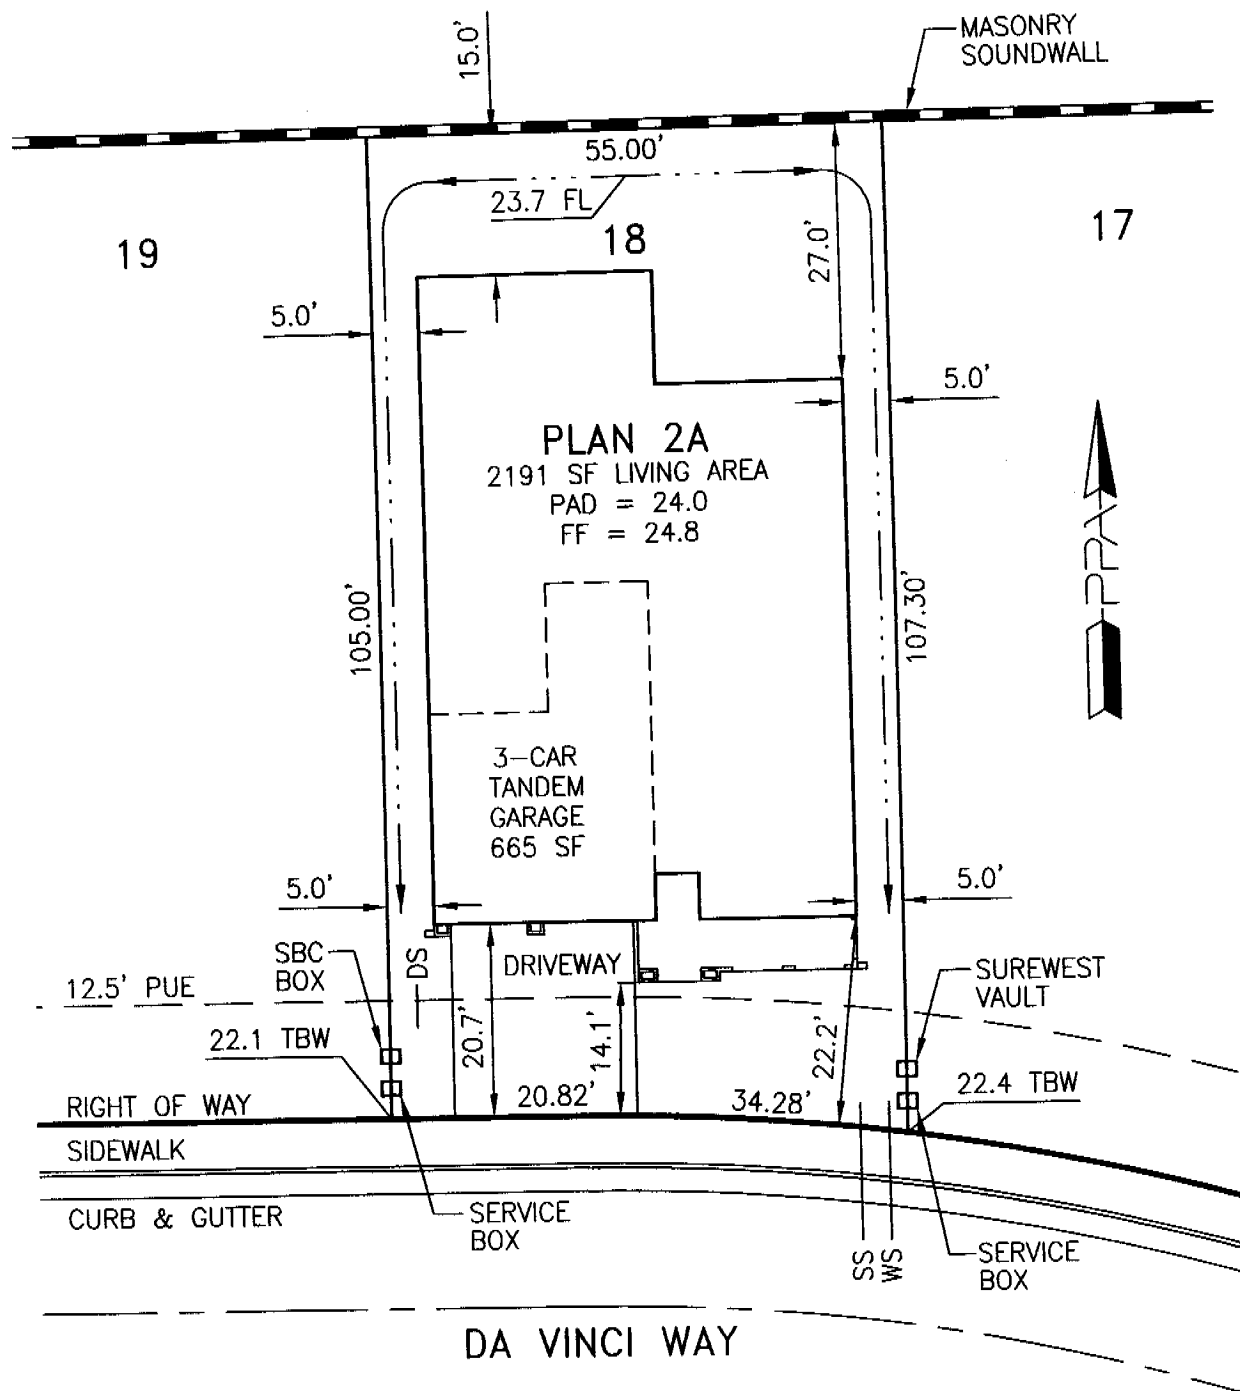 15.0'
MASONRY
SOUNDWALL
55.00'
23.7 FL
19
18
17
27.0'
5.0'
5.0'
PLAN 2A
2191 SF LIVING AREA
PAD = 24.0
FF = 24.8
PPA
105.00'
107.30'
3-CAR
TANDEM
GARAGE
665 SF
5.0'
5.0'
SBC
BOX
DS
DRIVEWAY
SUREWEST
VAULT
12.5' PUE
20.7'
14.1'
22.2'
22.1 TBW
22.4 TBW
20.82'
34.28'
RIGHT OF WAY
SIDEWALK
CURB & GUTTER
SERVICE
BOX
SS
WS
SERVICE
BOX
DA VINCI WAY